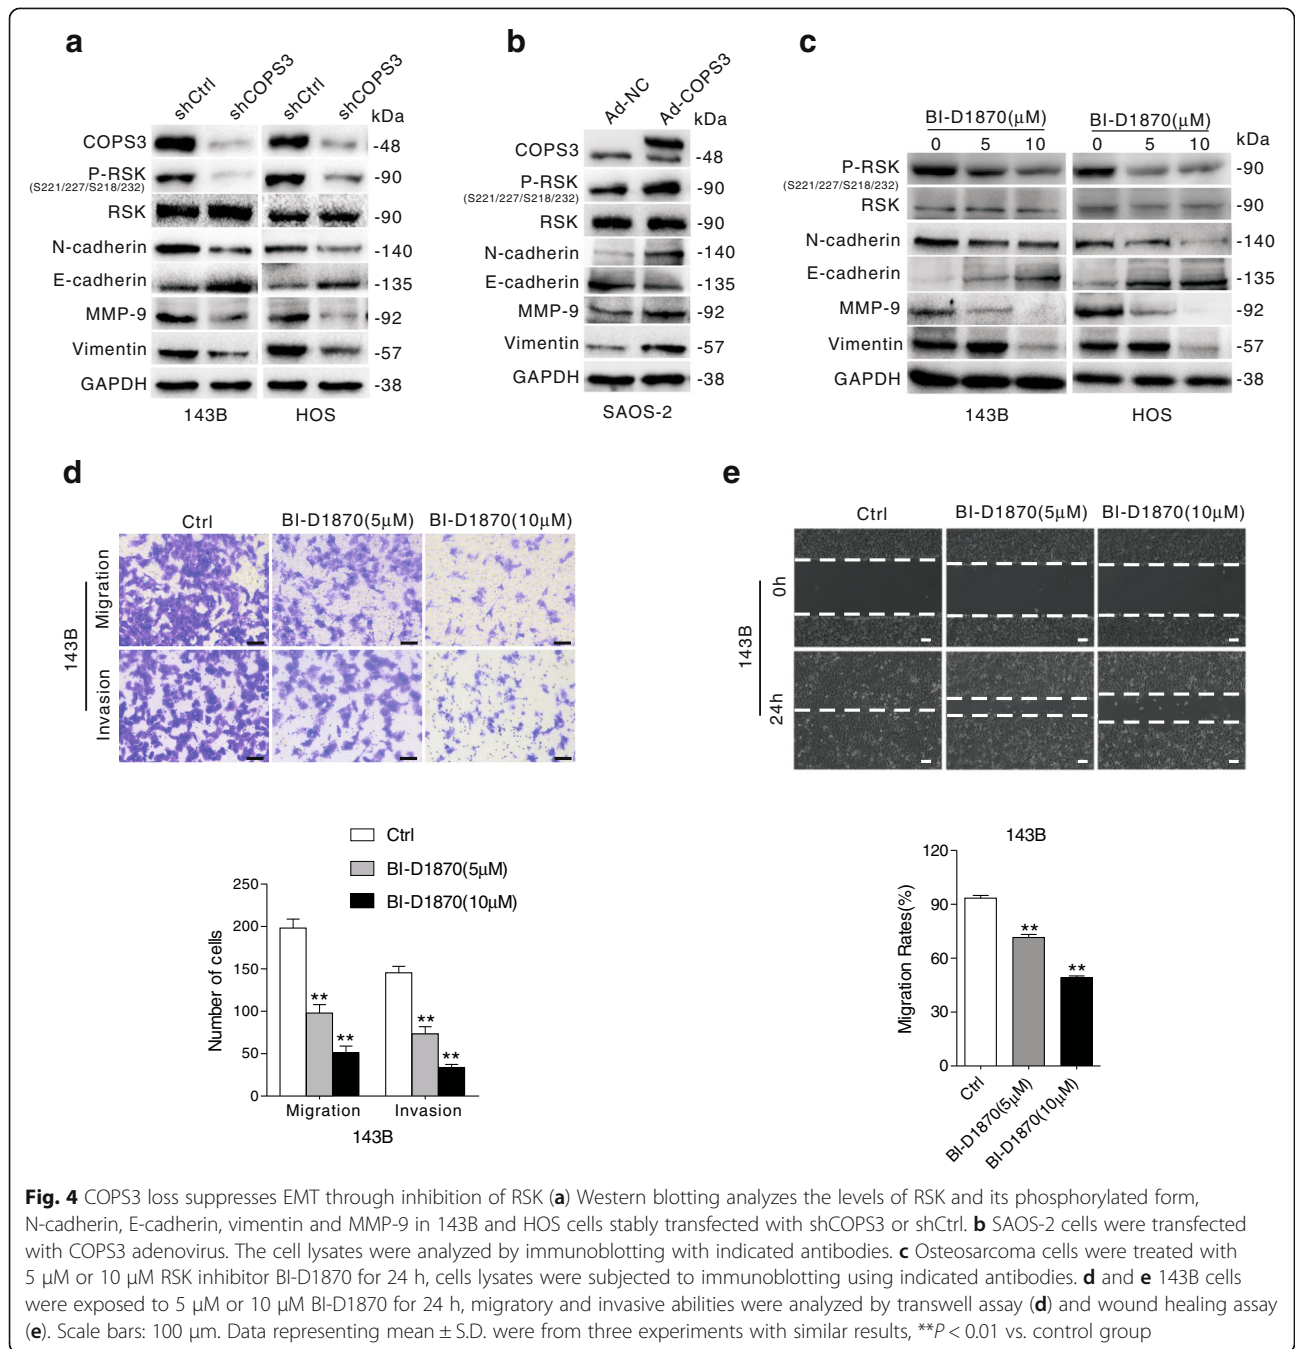 a
shCtrl
shCOPS3
shCtrl
shCOPS3
kDa
COPS3
-48
P-RSK
(S221/227/S218/232)
-90
RSK
-90
N-cadherin
-140
E-cadherin
-135
MMP-9
-92
Vimentin
-57
GAPDH
-38
143B
HOS
b
Ad-NC
Ad-COPS3
kDa
COPS3
-48
P-RSK
(S221/227/S218/232)
-90
RSK
-90
N-cadherin
-140
E-cadherin
-135
MMP-9
-92
Vimentin
-57
GAPDH
-38
SAOS-2
c
BI-D1870(μM)
BI-D1870(μM)
0 5 10
0 5 10
kDa
P-RSK
(S221/227/S218/232)
-90
RSK
-90
N-cadherin
-140
E-cadherin
-135
MMP-9
-92
Vimentin
-57
GAPDH
-38
143B
HOS
d
Ctrl
BI-D1870(5μM)
BI-D1870(10μM)
143B
Migration
Invasion
Ctrl
BI-D1870(5μM)
BI-D1870(10μM)
Number of cells
250
200
150
100
50
0
**
**
**
**
Migration
Invasion
143B
e
Ctrl
BI-D1870(5μM)
BI-D1870(10μM)
143B
0h
24h
143B
Migration Rates(%)
120
90
60
30
0
**
**
Ctrl
BI-D1870(5μM)
BI-D1870(10μM)
Fig. 4 COPS3 loss suppresses EMT through inhibition of RSK (a) Western blotting analyzes the levels of RSK and its phosphorylated form,
N-cadherin, E-cadherin, vimentin and MMP-9 in 143B and HOS cells stably transfected with shCOPS3 or shCtrl. b SAOS-2 cells were transfected
with COPS3 adenovirus. The cell lysates were analyzed by immunoblotting with indicated antibodies. c Osteosarcoma cells were treated with
5 μM or 10 μM RSK inhibitor BI-D1870 for 24 h, cells lysates were subjected to immunoblotting using indicated antibodies. d and e 143B cells
were exposed to 5 μM or 10 μM BI-D1870 for 24 h, migratory and invasive abilities were analyzed by transwell assay (d) and wound healing assay
(e). Scale bars: 100 μm. Data representing mean ± S.D. were from three experiments with similar results, **P < 0.01 vs. control group